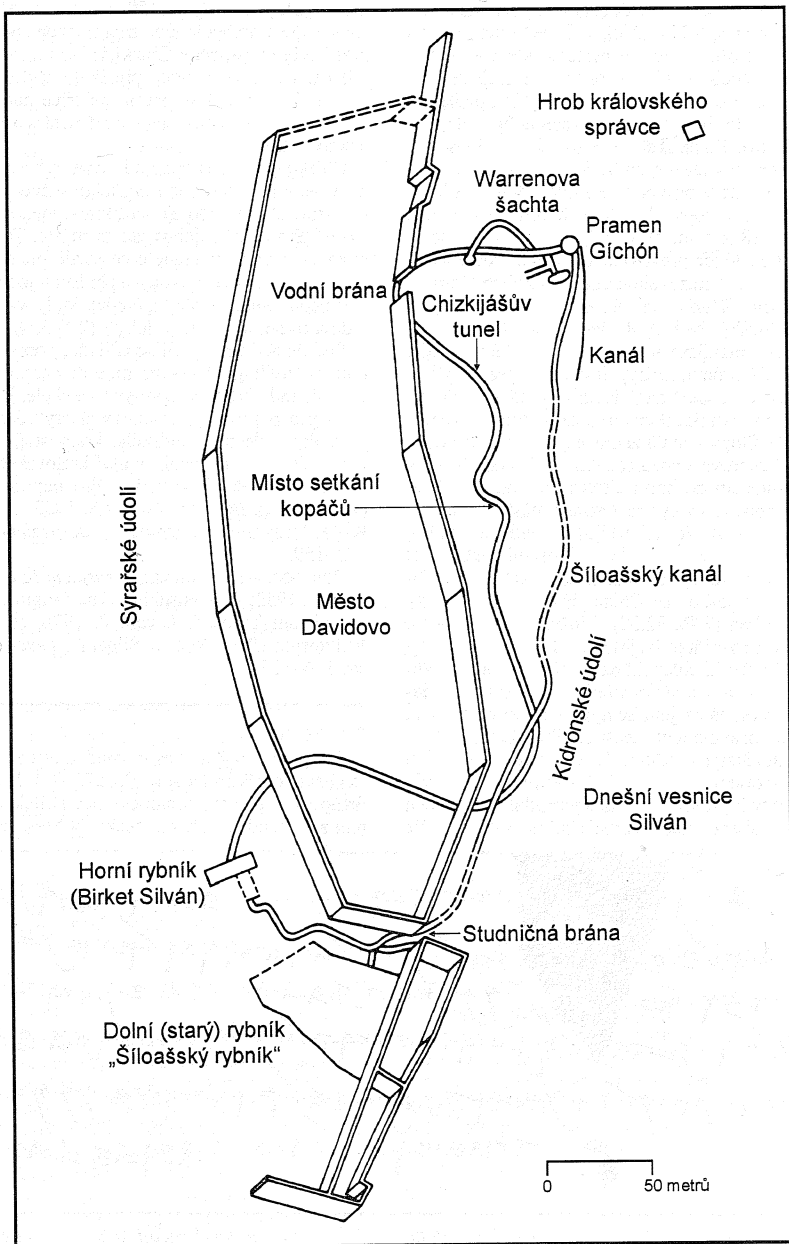 Hrob královského
správce
Warrenova
šachta
Pramen
Gíchón
Vodní brána
Chizkijášův
tunel
Kanál
Místo setkání
kopáčů
Šíloašský kanál
Sýrařské údolí
Město
Davidovo
Kidrónské údolí
Dnešní vesnice
Silván
Horní rybník
(Birket Silván)
Studničná brána
Dolní (starý) rybník
„Šíloašský rybník“
0 50 metrů